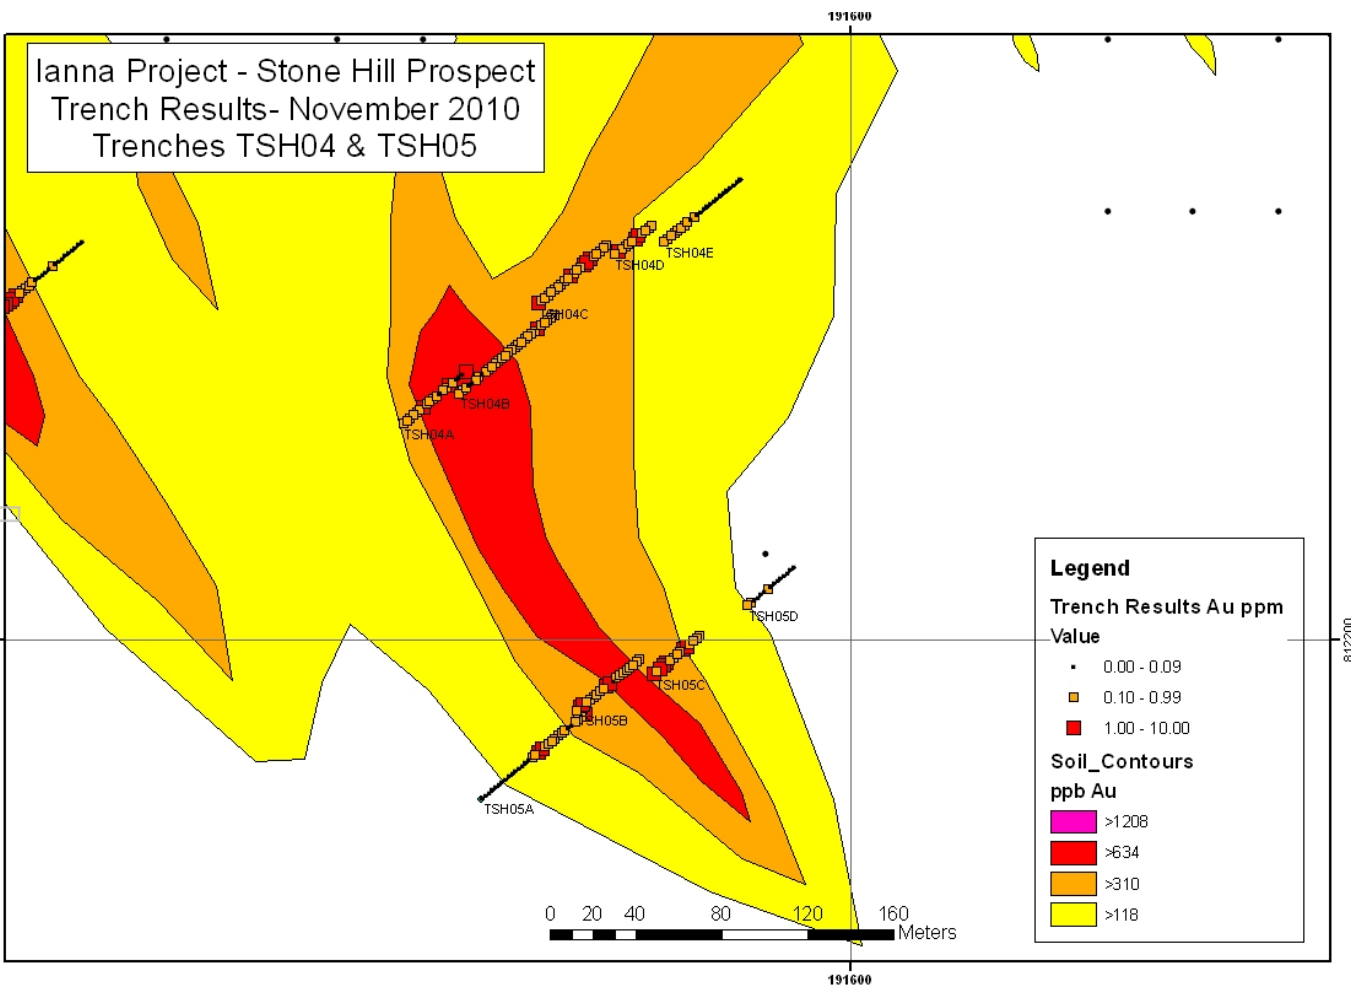 191600
Ianna Project - Stone Hill Prospect
Trench Results- November 2010
Trenches TSH04 & TSH05
TSH04E
TSH04D
TSH04C
TSH04B
TSH04A
TSH05D
TSH05C
TSH05B
TSH05A
Legend
Trench Results Au ppm
Value
0.00 - 0.09
0.10 - 0.99
1.00 - 10.00
Soil_Contours
ppb Au
>1208
>634
>310
>118
812200
0 20 40 80 120 160
Meters
191600